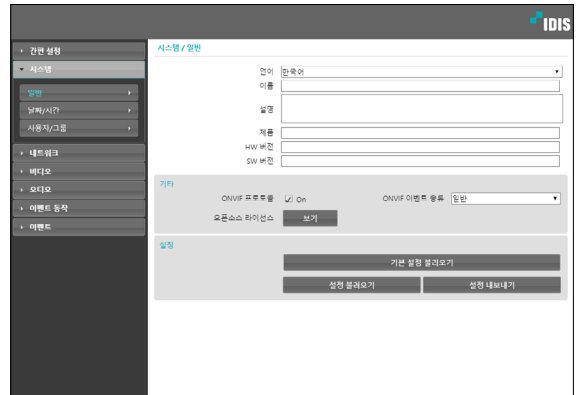 IDIS
간편 설정
시스템
일반
날짜/시간
사용자/그룹
네트워크
비디오
오디오
이벤트 동작
이벤트
시스템 / 일반
언어 한국어
이름
설명
제품
HW 버전
SW 버전
기타
ONVIF 프로토콜 On ONVIF 이벤트 종류 일반
오픈소스 라이선스 보기
설정
기본 설정 불러오기
설정 불러오기 설정 내보내기